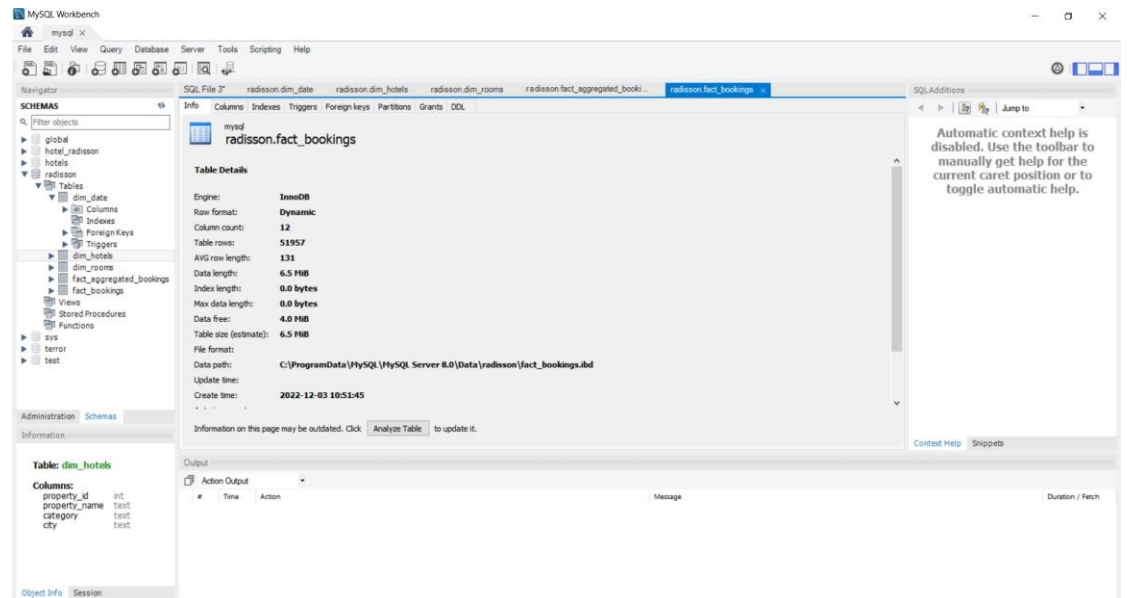 MySQL Workbench
mysql ×
File Edit View Query Database Server Tools Scripting Help
Navigator
SCHEMAS
Filter objects
global
hotel_radisson
hotels
radisson
Tables
dim_date
Columns
Indexes
Foreign Keys
Triggers
dim_hotels
dim_rooms
fact_aggregated_bookings
fact_bookings
Views
Stored Procedures
Functions
sys
terror
test
Administration Schemas
Information
Table: dim_hotels
Columns:
property_id int
property_name text
category text
city text
Object Info Session
SQL File 3* radisson.dim_date radisson.dim_hotels radisson.dim_rooms radisson.fact_aggregated_booki... radisson.fact_bookings ×
Info Columns Indexes Triggers Foreign keys Partitions Grants DDL
mysql
radisson.fact_bookings
Table Details
Engine: InnoDB
Row format: Dynamic
Column count: 12
Table rows: 51957
AVG row length: 131
Data length: 6.5 MiB
Index length: 0.0 bytes
Max data length: 0.0 bytes
Data free: 4.0 MiB
Table size (estimate): 6.5 MiB
File format:
Data path: C:\ProgramData\MySQL\MySQL Server 8.0\Data\radisson\fact_bookings.ibd
Update time:
Create time: 2022-12-03 10:51:45
Information on this page may be outdated. Click Analyze Table to update it.
Output
Action Output
# Time Action Message Duration / Fetch
SQLAdditions
Jump to
Automatic context help is
disabled. Use the toolbar to
manually get help for the
current caret position or to
toggle automatic help.
Context Help Snippets